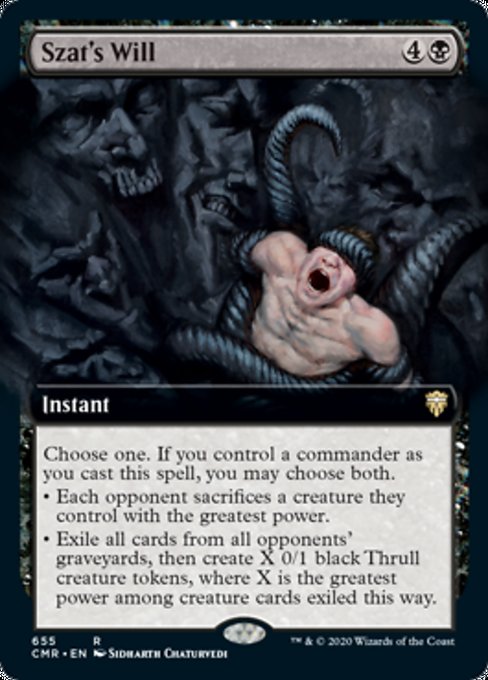 Szat's Will 4
Instant
Choose one. If you control a commander as
you cast this spell, you may choose both.
• Each opponent sacrifices a creature they
control with the greatest power.
• Exile all cards from all opponents'
graveyards, then create X 0/1 black Thrull
creature tokens, where X is the greatest
power among creature cards exiled this way.
655 R
CMR • EN Sidharth Chaturvedi
™ & © 2020 Wizards of the Coast